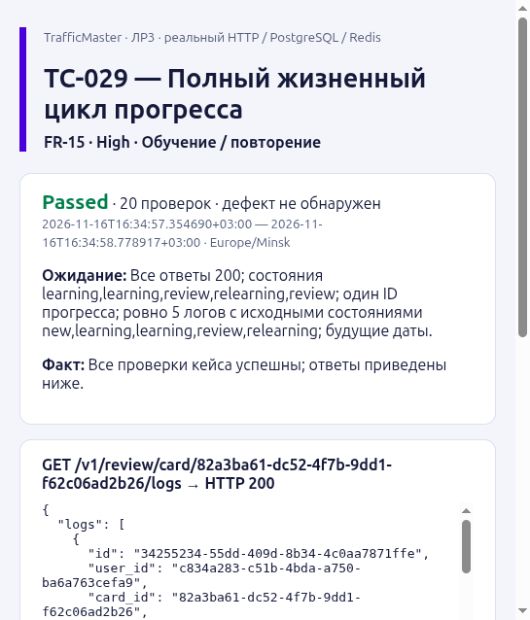 TrafficMaster · ЛР3 · реальный HTTP / PostgreSQL / Redis
TC-029 — Полный жизненный
цикл прогресса
FR-15 · High · Обучение / повторение
Passed · 20 проверок · дефект не обнаружен
2026-11-16T16:34:57.354690+03:00 — 2026-11-
16T16:34:58.778917+03:00 · Europe/Minsk
Ожидание: Все ответы 200; состояния
learning,learning,review,relearning,review; один ID
прогресса; ровно 5 логов с исходными состояниями
new,learning,learning,review,relearning; будущие даты.
Факт: Все проверки кейса успешны; ответы приведены
ниже.
GET /v1/review/card/82a3ba61-dc52-4f7b-9dd1-
f62c06ad2b26/logs → HTTP 200
{
"logs": [
{
"id": "34255234-55dd-409d-8b34-4c0aa7871ffe",
"user_id": "c834a283-c51b-4bda-a750-
ba6a763cefa9",
"card_id": "82a3ba61-dc52-4f7b-9dd1-
f62c06ad2b26",